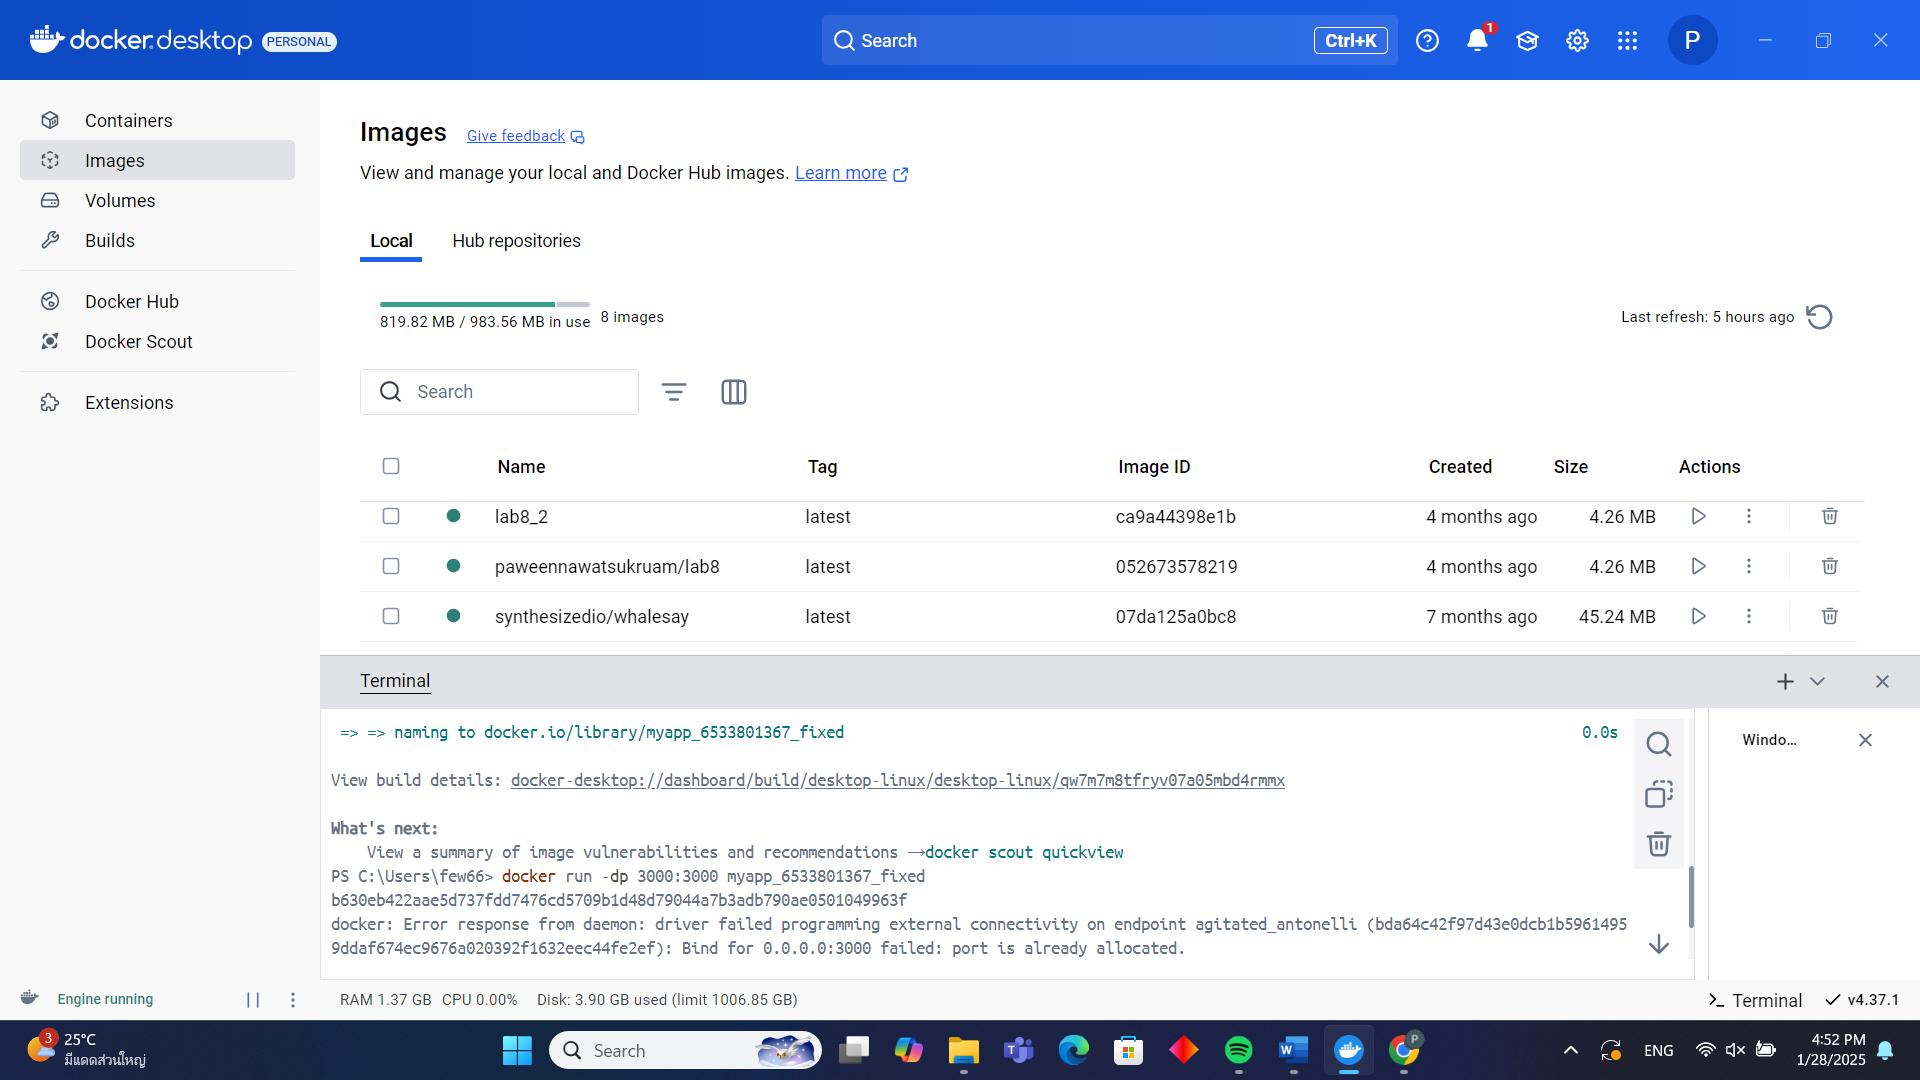 docker.desktop PERSONAL
Search Ctrl+K
1
P
Containers
Images
Volumes
Builds
Docker Hub
Docker Scout
Extensions
Images Give feedback
View and manage your local and Docker Hub images. Learn more
Local Hub repositories
819.82 MB / 983.56 MB in use 8 images
Last refresh: 5 hours ago
Search
Name Tag Image ID Created Size Actions
lab8_2 latest ca9a44398e1b 4 months ago 4.26 MB
paweennawatsukruam/lab8 latest 052673578219 4 months ago 4.26 MB
synthesizedio/whalesay latest 07da125a0bc8 7 months ago 45.24 MB
Terminal
=> => naming to docker.io/library/myapp_6533801367_fixed 0.0s
View build details: docker-desktop://dashboard/build/desktop-linux/desktop-linux/qw7m7m8tfryv07a05mbd4rmmx
What's next:
View a summary of image vulnerabilities and recommendations → docker scout quickview
PS C:\Users\few66> docker run -dp 3000:3000 myapp_6533801367_fixed
b630eb422aae5d737fdd7476cd5709b1d48d79044a7b3adb790ae0501049963f
docker: Error response from daemon: driver failed programming external connectivity on endpoint agitated_antonelli (bda64c42f97d43e0dcb1b5961495
9ddaf674ec9676a020392f1632eec44fe2ef): Bind for 0.0.0.0:3000 failed: port is already allocated.
Windo...
Engine running
RAM 1.37 GB CPU 0.00% Disk: 3.90 GB used (limit 1006.85 GB)
Terminal v4.37.1
3
25°C
มีแดดส่วนใหญ่
Search
P
ENG
4:52 PM
1/28/2025